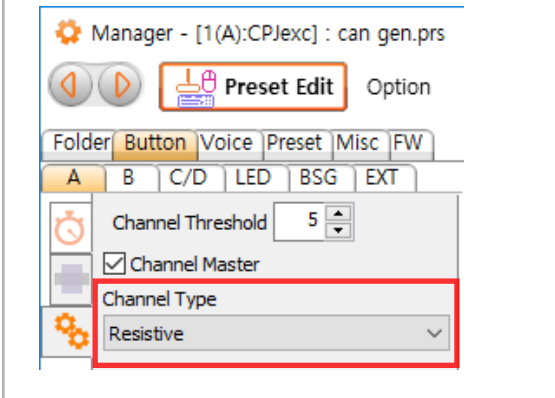 Manager - [1(A):CPJexc] : can gen.prs
Preset Edit Option
Folder Button Voice Preset Misc FW
A B C/D LED BSG EXT
Channel Threshold 5
Channel Master
Channel Type
Resistive